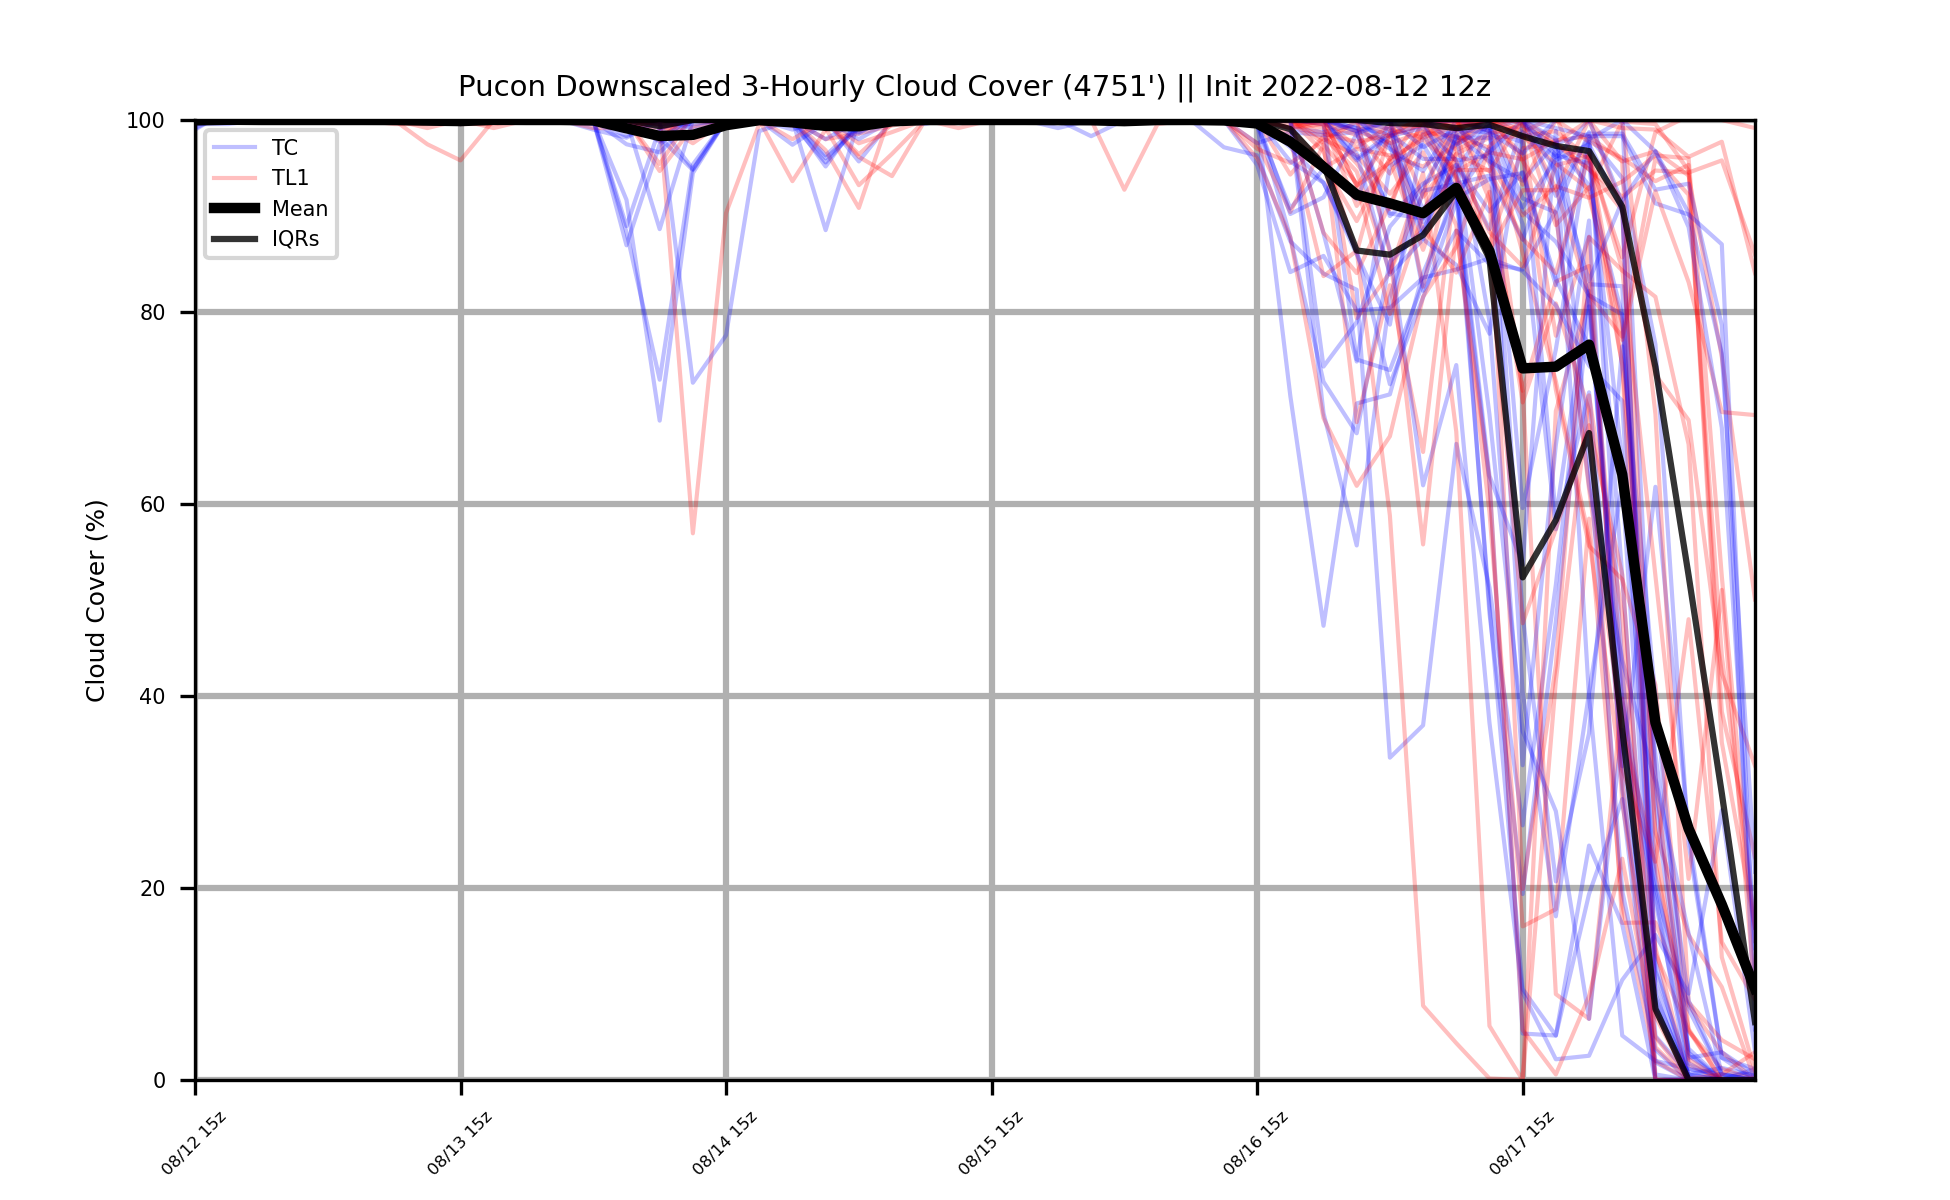 Pucon Downscaled 3-Hourly Cloud Cover (4751') || Init 2022-08-12 12z
100
80
60
40
20
0
Cloud Cover (%)
TC
TL1
Mean
IQRs
08/12 15z
08/13 15z
08/14 15z
08/15 15z
08/16 15z
08/17 15z